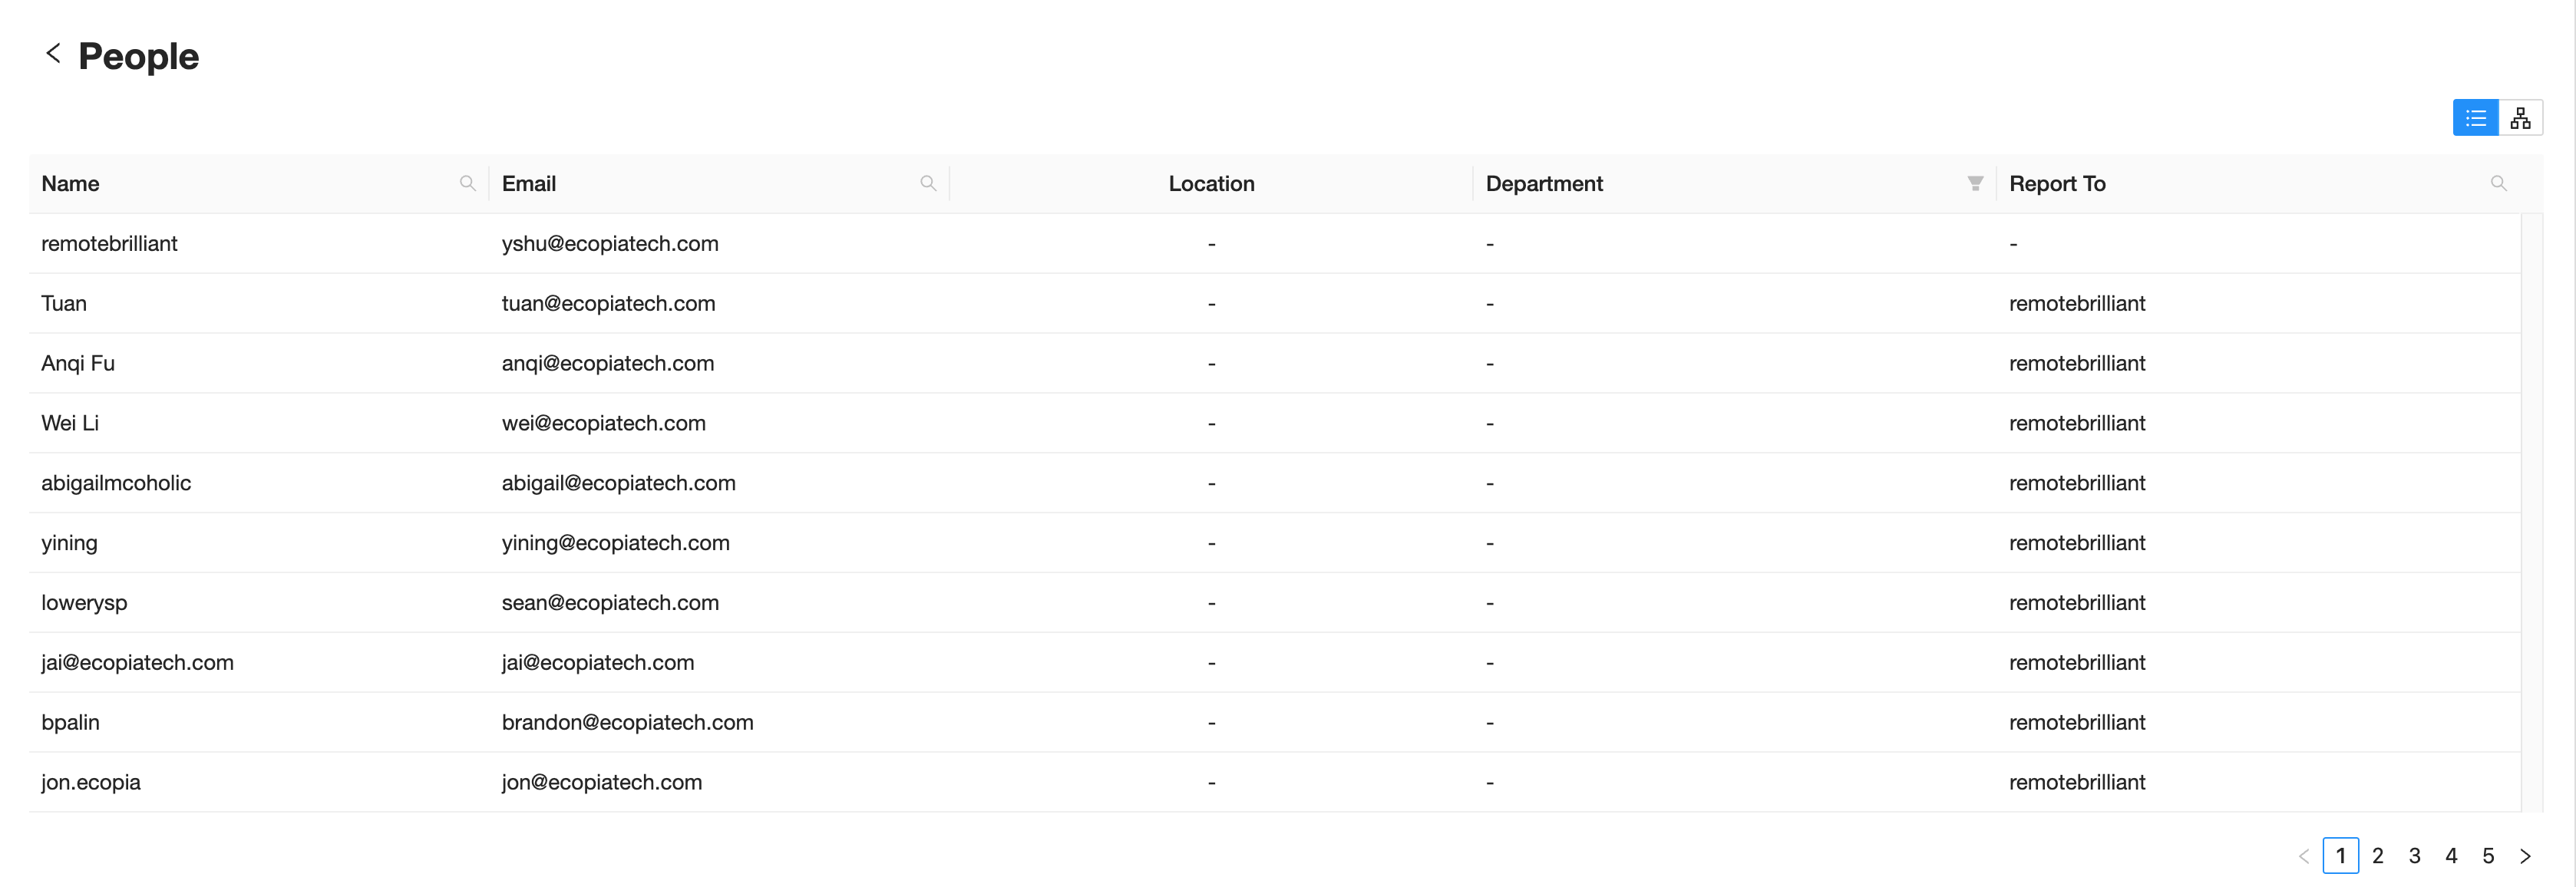 People
Name Email Location Department Report To
remotebrilliant yshu@ecopiatech.com - - -
Tuan tuan@ecopiatech.com - - remotebrilliant
Anqi Fu anqi@ecopiatech.com - - remotebrilliant
Wei Li wei@ecopiatech.com - - remotebrilliant
abigailmcoholic abigail@ecopiatech.com - - remotebrilliant
yining yining@ecopiatech.com - - remotebrilliant
lowerysp sean@ecopiatech.com - - remotebrilliant
jai@ecopiatech.com jai@ecopiatech.com - - remotebrilliant
bpalin brandon@ecopiatech.com - - remotebrilliant
jon.ecopia jon@ecopiatech.com - - remotebrilliant
1 2 3 4 5